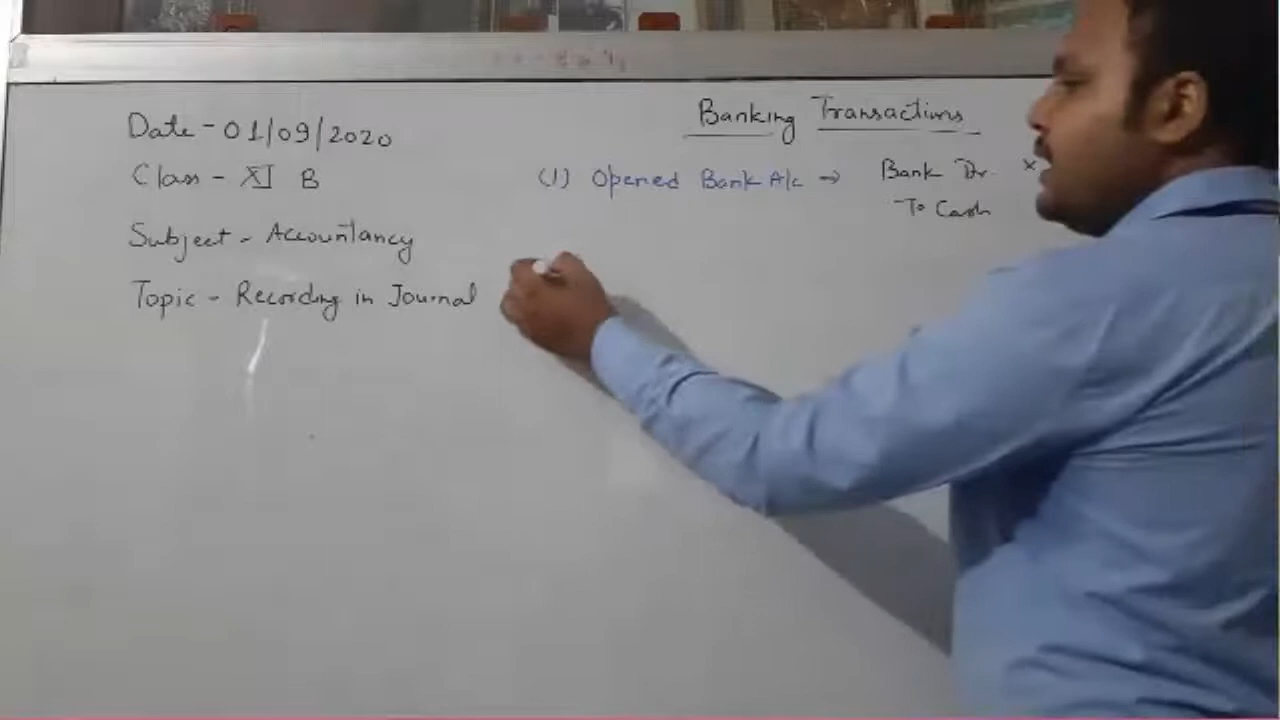 Date - 01/09/2020
Class - XI B
Subject - Accountancy
Topic - Recording in Journal
Banking Transactions
(1) Opened Bank A/c → Bank Dr. x
To Cash